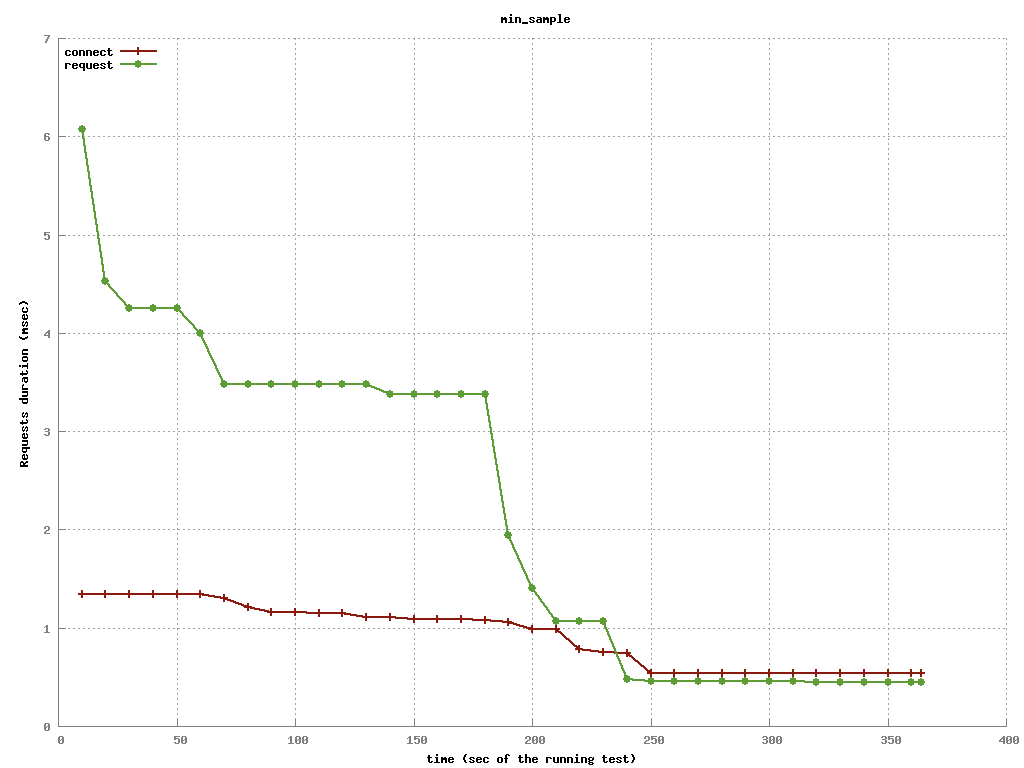 min_sample
connect
request
7
6
5
4
3
2
1
0
Requests duration (msec)
0 50 100 150 200 250 300 350 400
time (sec of the running test)